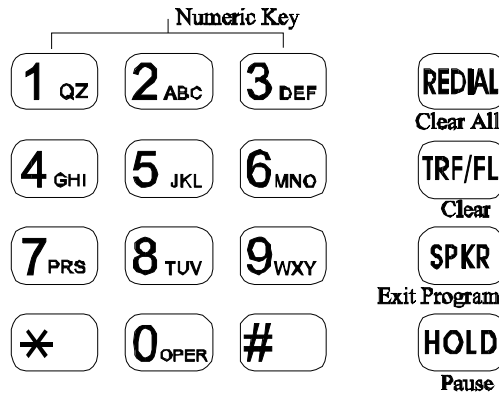 Numeric Key
1 QZ 2 ABC 3 DEF REDIAL
Clear All
4 GHI 5 JKL 6 MNO TRF/FL
Clear
7 PRS 8 TUV 9 WXY SPKR
Exit Program
* 0 OPER # HOLD
Pause